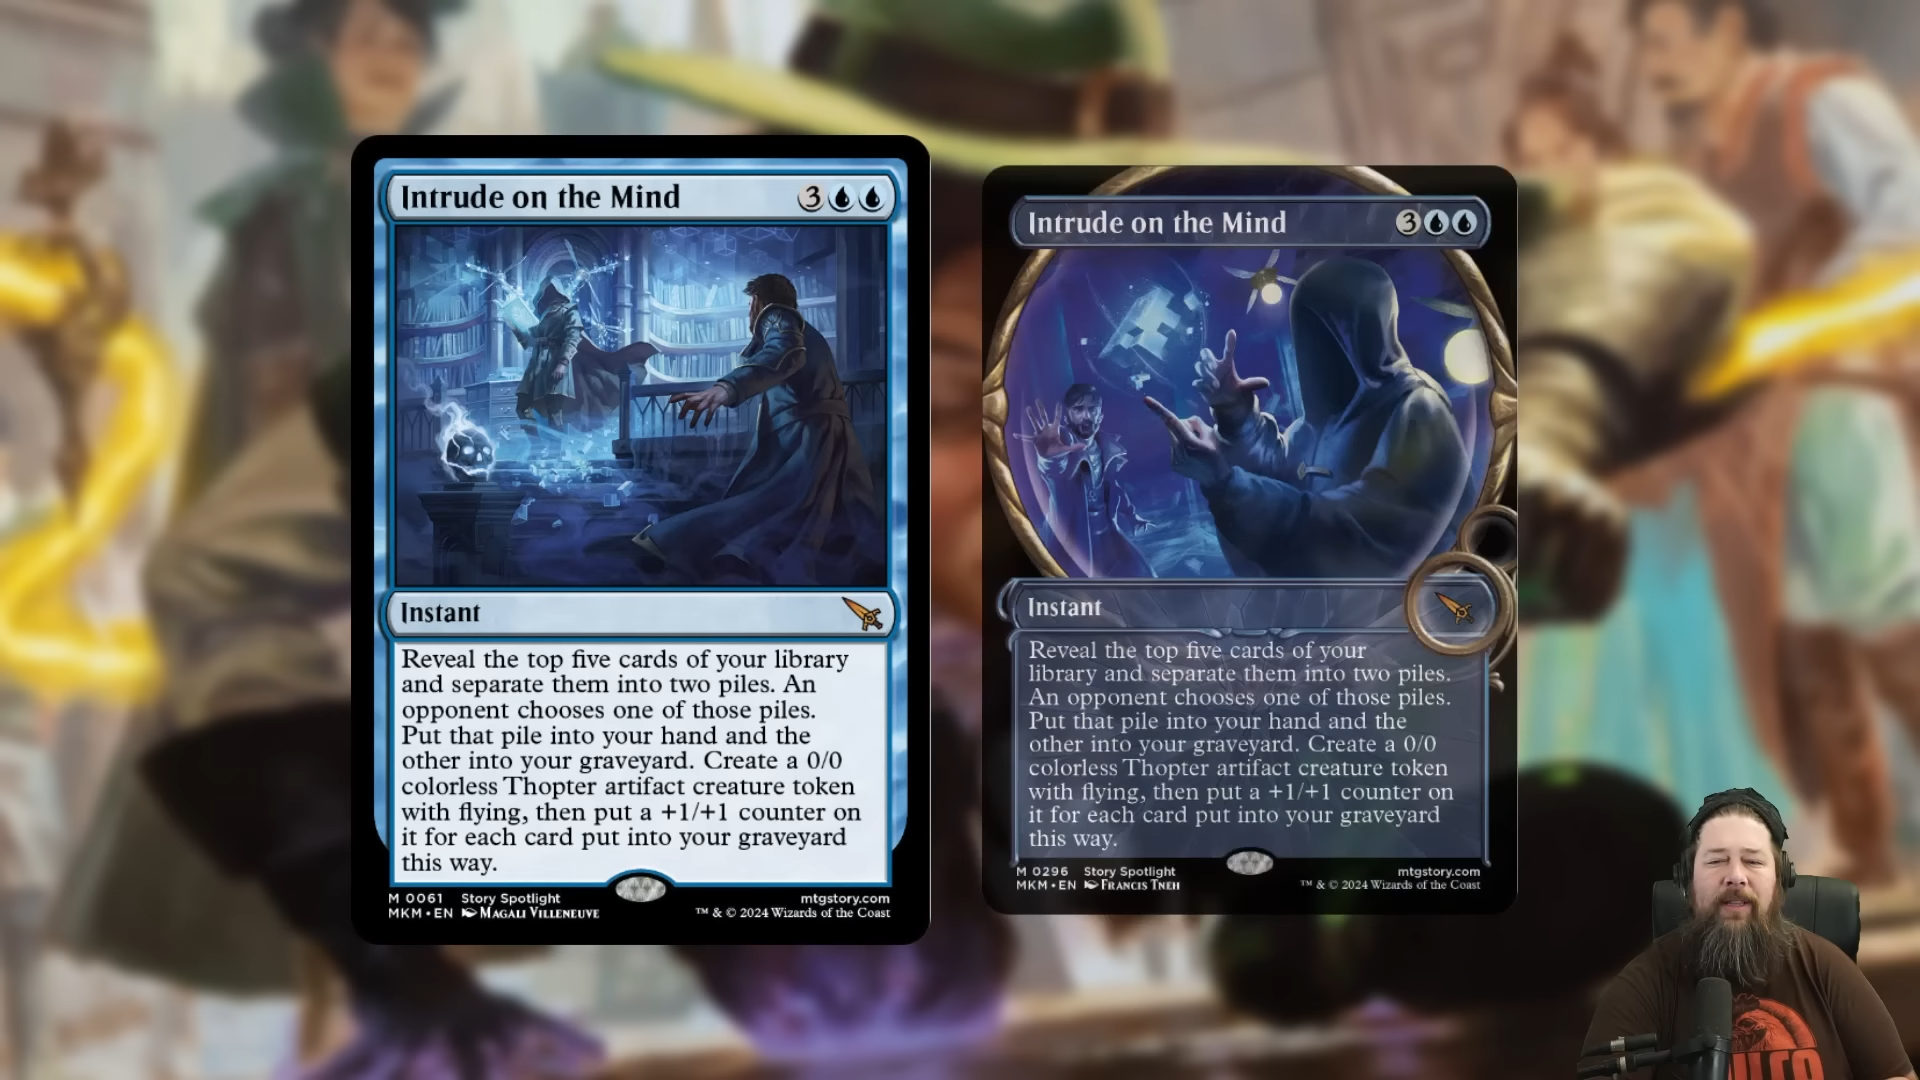 Intrude on the Mind 3
Instant
Reveal the top five cards of your library
and separate them into two piles. An
opponent chooses one of those piles.
Put that pile into your hand and the
other into your graveyard. Create a 0/0
colorless Thopter artifact creature token
with flying, then put a +1/+1 counter on
it for each card put into your graveyard
this way.
M 0061 Story Spotlight mtgstory.com
MKM • EN Magali Villeneuve ™ & © 2024 Wizards of the Coast
Intrude on the Mind 3
Instant
Reveal the top five cards of your
library and separate them into two piles.
An opponent chooses one of those piles.
Put that pile into your hand and the
other into your graveyard. Create a 0/0
colorless Thopter artifact creature token
with flying, then put a +1/+1 counter on
it for each card put into your graveyard
this way.
M 0296 Story Spotlight mtgstory.com
MKM • EN Francis Tneh ™ & © 2024 Wizards of the Coast